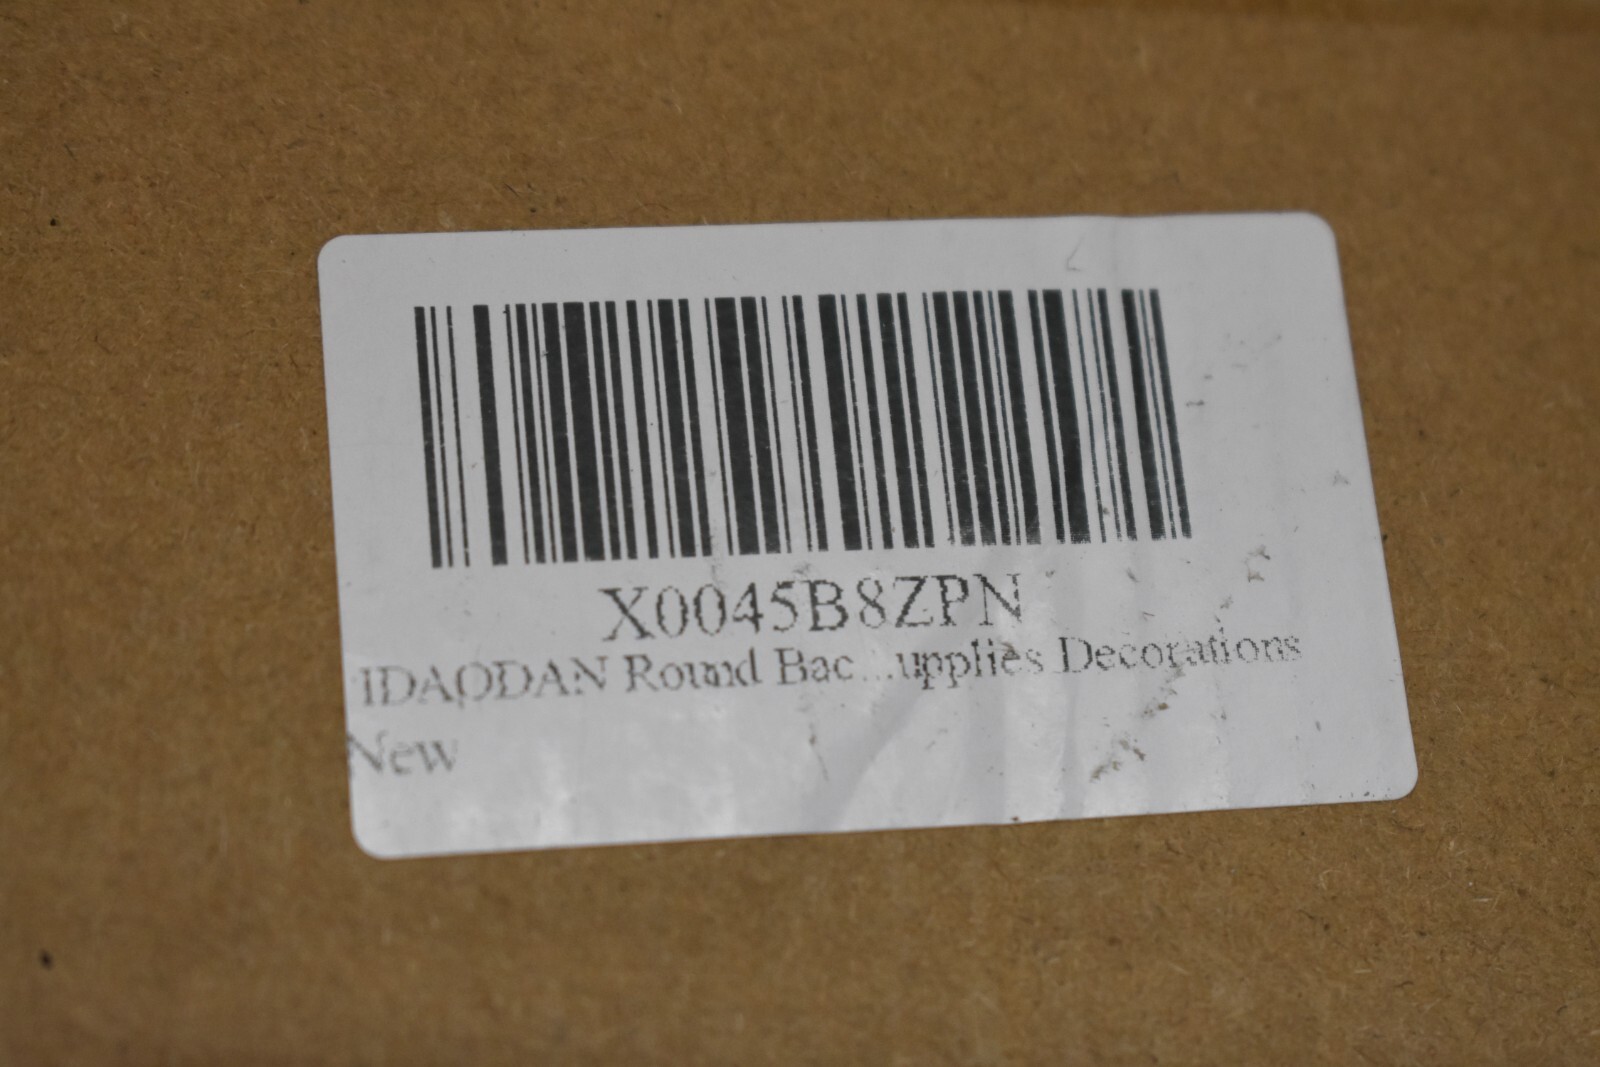 X0045B8ZPN
IDAODAN Round Bac...upplies Decorations
New